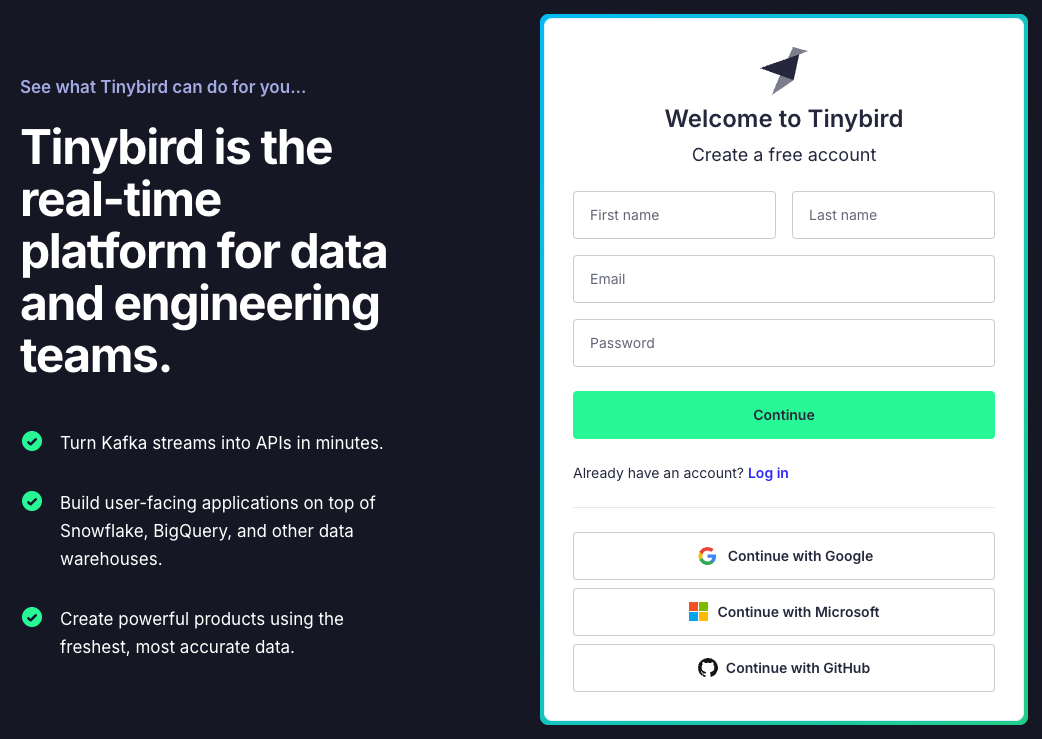 See what Tinybird can do for you...
Tinybird is the
real-time
platform for data
and engineering
teams.
Turn Kafka streams into APIs in minutes.
Build user-facing applications on top of
Snowflake, BigQuery, and other data
warehouses.
Create powerful products using the
freshest, most accurate data.
Welcome to Tinybird
Create a free account
First name
Last name
Email
Password
Continue
Already have an account? Log in
Continue with Google
Continue with Microsoft
Continue with GitHub